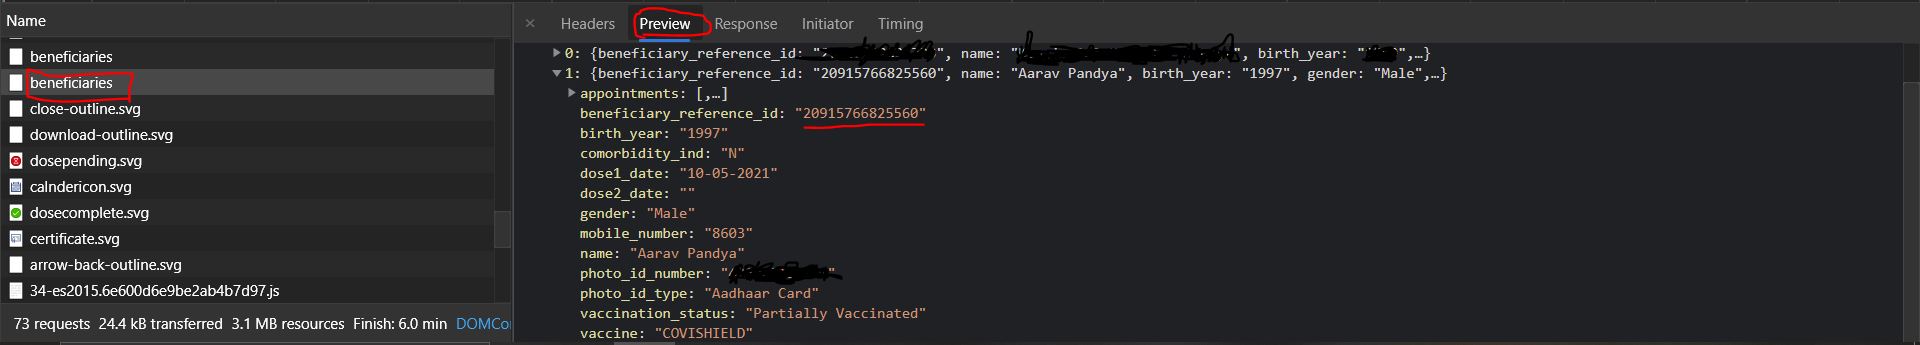 Name
beneficiaries
beneficiaries
close-outline.svg
download-outline.svg
dosepending.svg
calndericon.svg
dosecomplete.svg
certificate.svg
arrow-back-outline.svg
34-es2015.6e600d6e9be2ab4b7d97.js
73 requests 24.4 kB transferred 3.1 MB resources Finish: 6.0 min DOMCo
× Headers Preview Response Initiator Timing
▶ 0: {beneficiary_reference_id: "2", name: "", birth_year: "",…}
▼ 1: {beneficiary_reference_id: "20915766825560", name: "Aarav Pandya", birth_year: "1997", gender: "Male",…}
▶ appointments: [,…]
beneficiary_reference_id: "20915766825560"
birth_year: "1997"
comorbidity_ind: "N"
dose1_date: "10-05-2021"
dose2_date: ""
gender: "Male"
mobile_number: "8603"
name: "Aarav Pandya"
photo_id_number: ""
photo_id_type: "Aadhaar Card"
vaccination_status: "Partially Vaccinated"
vaccine: "COVISHIELD"